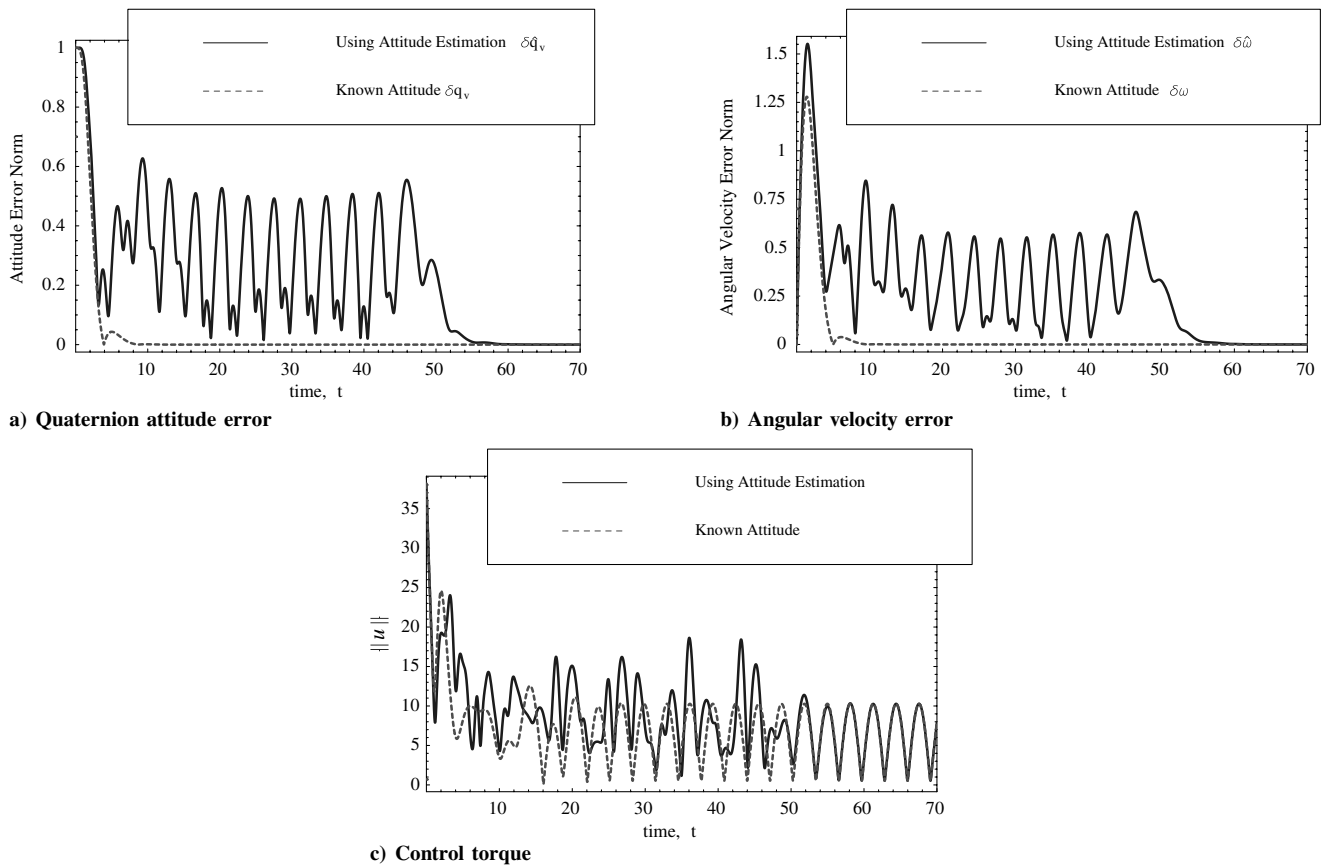 Using Attitude Estimation δq̂ᵥ
Known Attitude δqᵥ
Attitude Error Norm
1
0.8
0.6
0.4
0.2
0
10 20 30 40 50 60 70
time, t
a) Quaternion attitude error
Using Attitude Estimation δω̂
Known Attitude δω
Angular Velocity Error Norm
1.5
1.25
1
0.75
0.5
0.25
0
10 20 30 40 50 60 70
time, t
b) Angular velocity error
Using Attitude Estimation
Known Attitude
||u||
35
30
25
20
15
10
5
0
10 20 30 40 50 60 70
time, t
c) Control torque